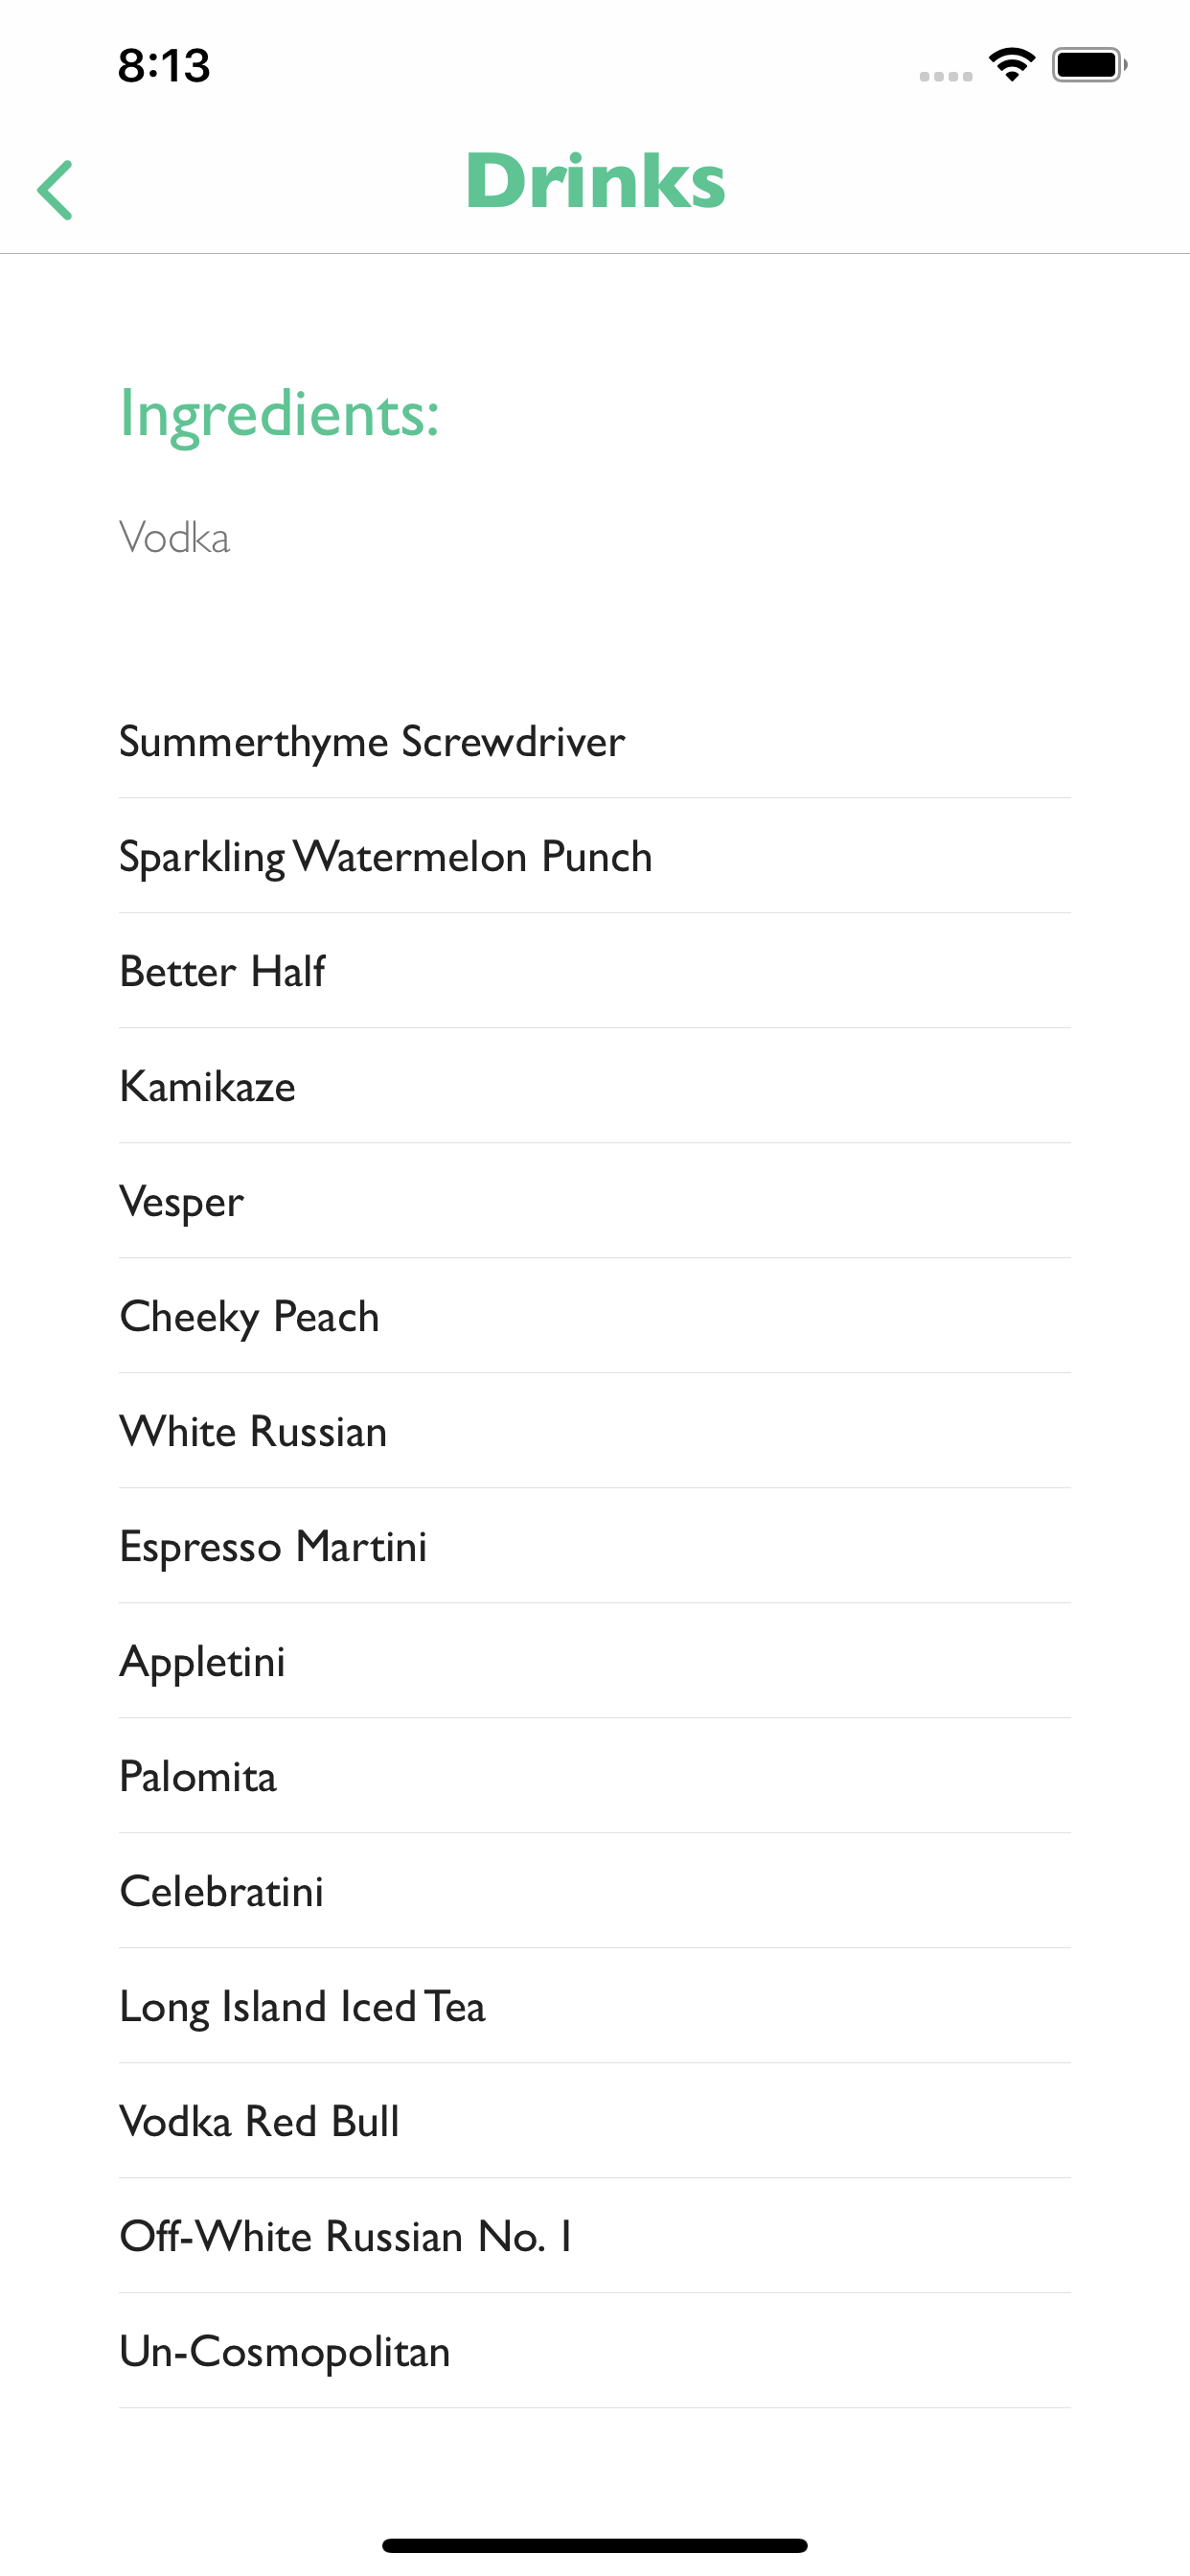 8:13
Drinks
Ingredients:
Vodka
Summerthyme Screwdriver
Sparkling Watermelon Punch
Better Half
Kamikaze
Vesper
Cheeky Peach
White Russian
Espresso Martini
Appletini
Palomita
Celebratini
Long Island Iced Tea
Vodka Red Bull
Off-White Russian No. 1
Un-Cosmopolitan